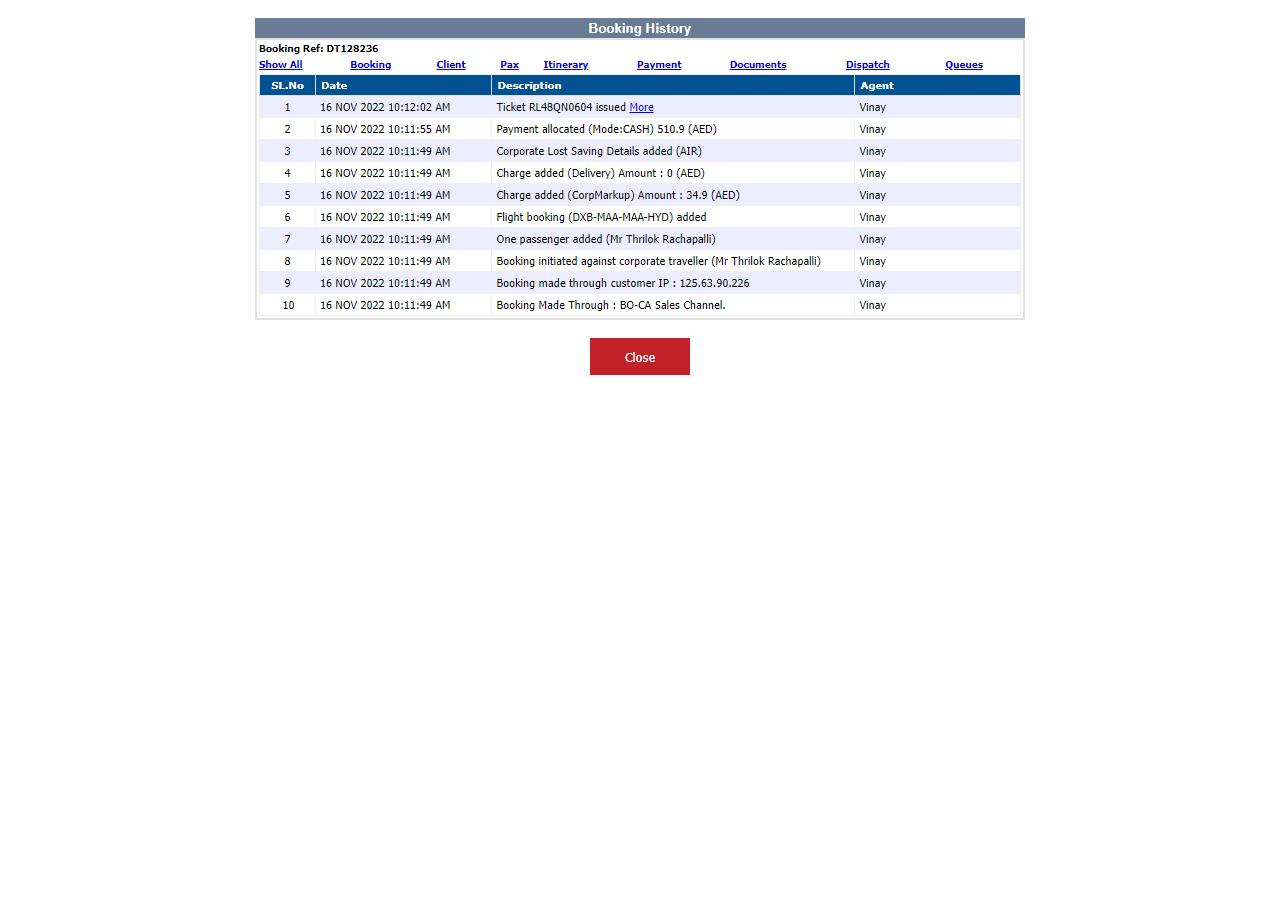 Booking History
Booking Ref: DT128236
Show All Booking Client Pax Itinerary Payment Documents Dispatch Queues
SL.No Date Description Agent
1 16 NOV 2022 10:12:02 AM Ticket RL48QN0604 issued More Vinay
2 16 NOV 2022 10:11:55 AM Payment allocated (Mode:CASH) 510.9 (AED) Vinay
3 16 NOV 2022 10:11:49 AM Corporate Lost Saving Details added (AIR) Vinay
4 16 NOV 2022 10:11:49 AM Charge added (Delivery) Amount : 0 (AED) Vinay
5 16 NOV 2022 10:11:49 AM Charge added (CorpMarkup) Amount : 34.9 (AED) Vinay
6 16 NOV 2022 10:11:49 AM Flight booking (DXB-MAA-MAA-HYD) added Vinay
7 16 NOV 2022 10:11:49 AM One passenger added (Mr Thrilok Rachapalli) Vinay
8 16 NOV 2022 10:11:49 AM Booking initiated against corporate traveller (Mr Thrilok Rachapalli) Vinay
9 16 NOV 2022 10:11:49 AM Booking made through customer IP : 125.63.90.226 Vinay
10 16 NOV 2022 10:11:49 AM Booking Made Through : BO-CA Sales Channel. Vinay
Close